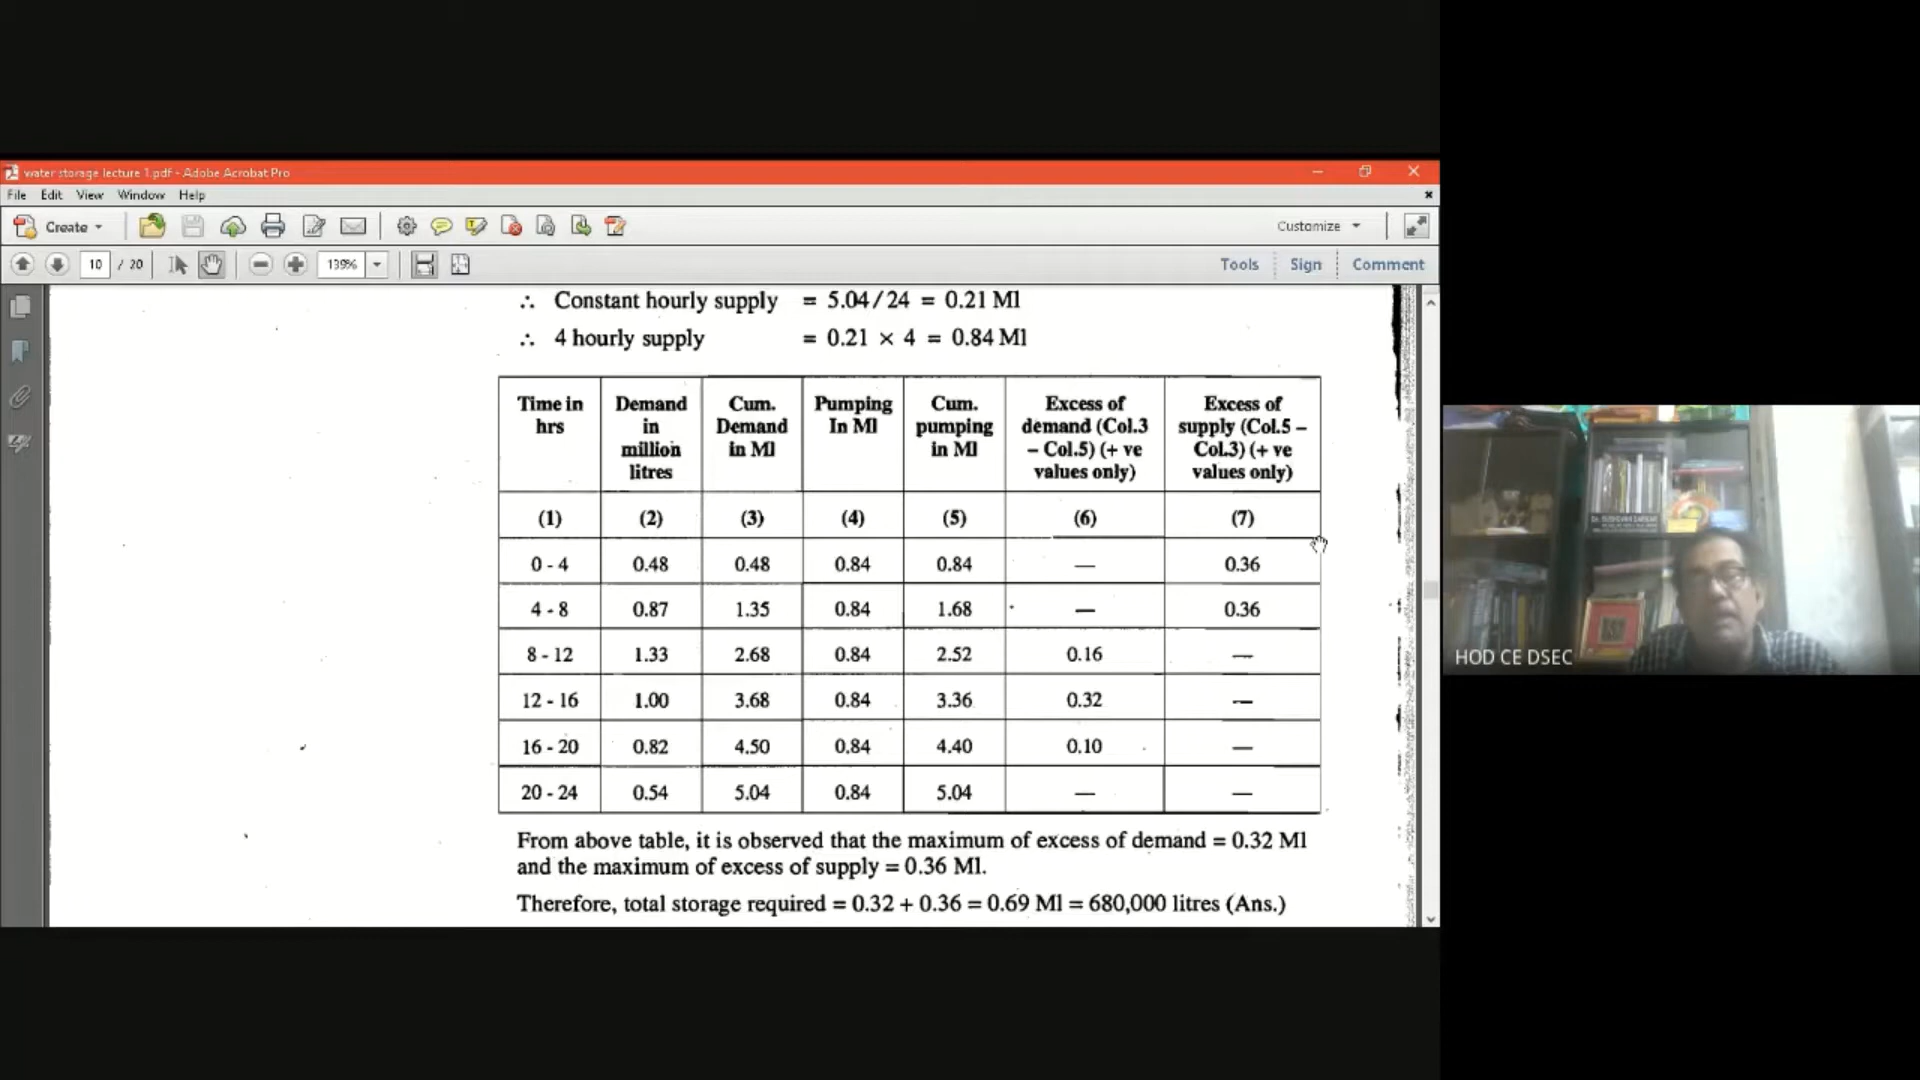 water storage lecture 1.pdf - Adobe Acrobat Pro
File Edit View Window Help
Create
Customize
10 / 20
139%
Tools Sign Comment
∴ Constant hourly supply = 5.04/24 = 0.21 Ml
∴ 4 hourly supply = 0.21 × 4 = 0.84 Ml
Time in hrs
Demand in million litres
Cum. Demand in Ml
Pumping In Ml
Cum. pumping in Ml
Excess of demand (Col.3 – Col.5) (+ ve values only)
Excess of supply (Col.5 – Col.3) (+ ve values only)
(1) (2) (3) (4) (5) (6) (7)
0 - 4 0.48 0.48 0.84 0.84 — 0.36
4 - 8 0.87 1.35 0.84 1.68 — 0.36
8 - 12 1.33 2.68 0.84 2.52 0.16 —
12 - 16 1.00 3.68 0.84 3.36 0.32 —
16 - 20 0.82 4.50 0.84 4.40 0.10 —
20 - 24 0.54 5.04 0.84 5.04 — —
From above table, it is observed that the maximum of excess of demand = 0.32 Ml
and the maximum of excess of supply = 0.36 Ml.
Therefore, total storage required = 0.32 + 0.36 = 0.69 Ml = 680,000 litres (Ans.)
HOD CE DSEC